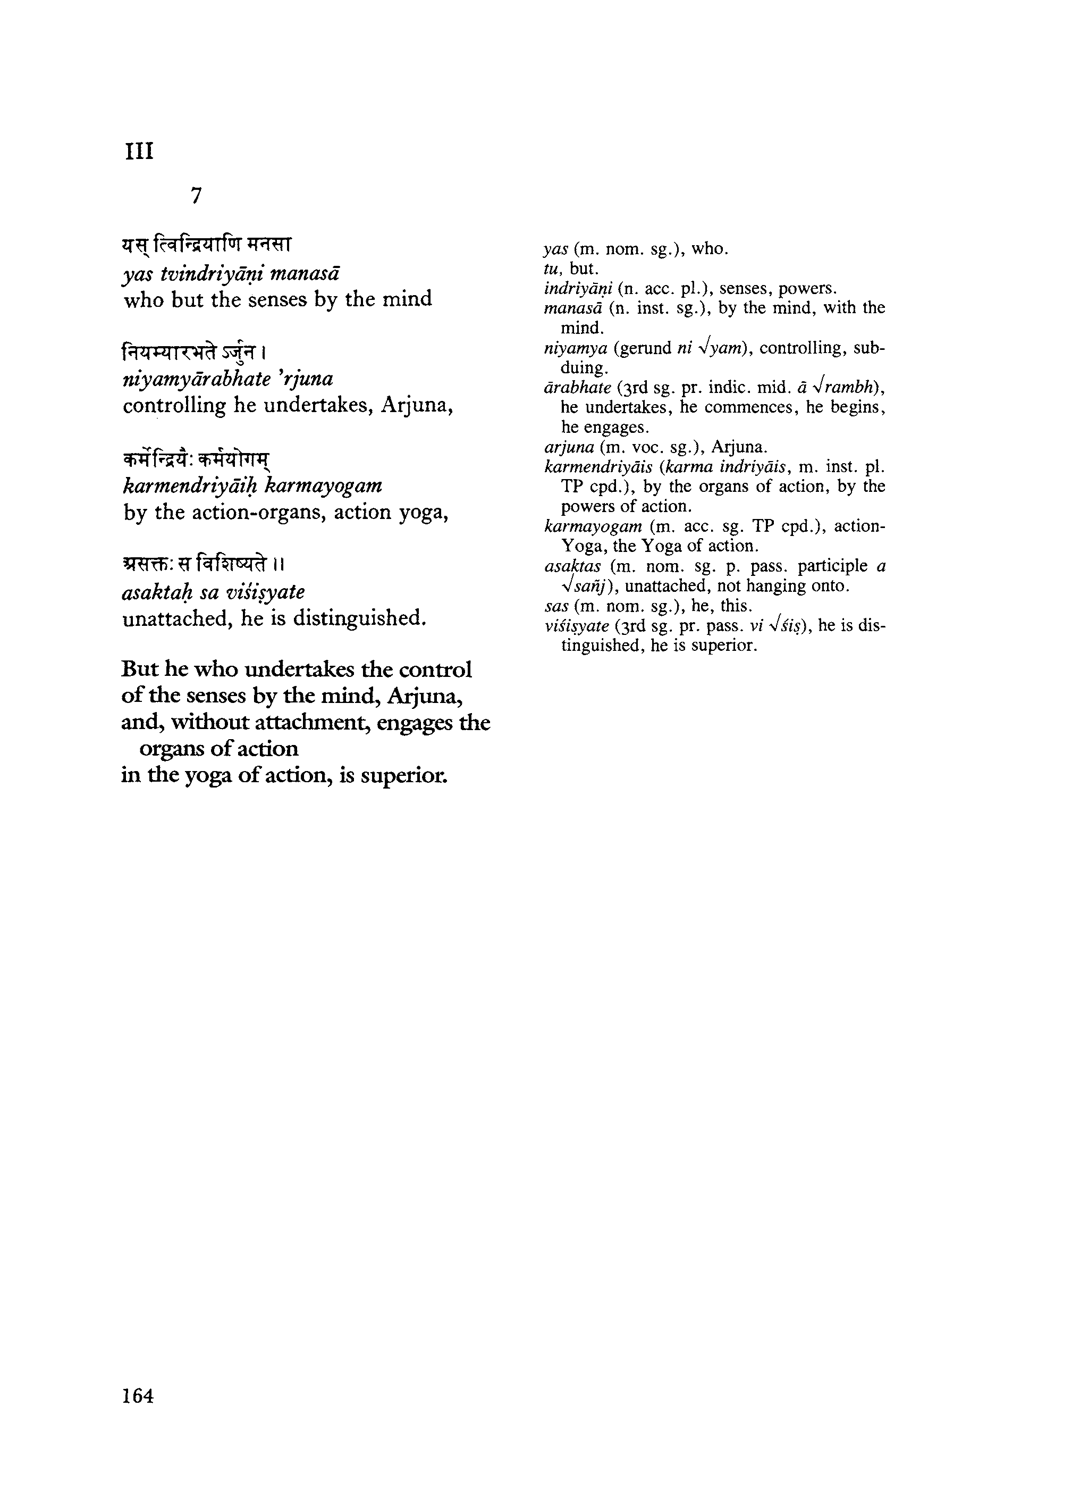 III
7
यस् त्विन्द्रियाणि मनसा
yas tvindriyāṇi manasā
who but the senses by the mind
नियम्यारभते ऽर्जुन ।
niyamyārabhate 'rjuna
controlling he undertakes, Arjuna,
कर्मेन्द्रियैः कर्मयोगम्
karmendriyāiḥ karmayogam
by the action-organs, action yoga,
असक्तः स विशिष्यते ॥
asaktaḥ sa viśiṣyate
unattached, he is distinguished.
But he who undertakes the control
of the senses by the mind, Arjuna,
and, without attachment, engages the
organs of action
in the yoga of action, is superior.
yas (m. nom. sg.), who.
tu, but.
indriyāṇi (n. acc. pl.), senses, powers.
manasā (n. inst. sg.), by the mind, with the
mind.
niyamya (gerund ni √yam), controlling, sub-
duing.
ārabhate (3rd sg. pr. indic. mid. ā √rambh),
he undertakes, he commences, he begins,
he engages.
arjuna (m. voc. sg.), Arjuna.
karmendriyāis (karma indriyāis, m. inst. pl.
TP cpd.), by the organs of action, by the
powers of action.
karmayogam (m. acc. sg. TP cpd.), action-
Yoga, the Yoga of action.
asaktas (m. nom. sg. p. pass. participle a
√sañj), unattached, not hanging onto.
sas (m. nom. sg.), he, this.
viśiṣyate (3rd sg. pr. pass. vi √śiṣ), he is dis-
tinguished, he is superior.
164